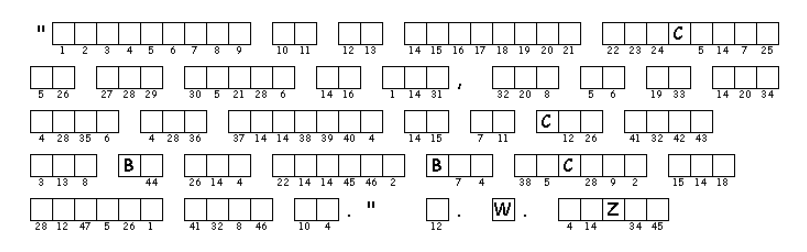 " C
1 2 3 4 5 6 7 8 9 10 11 12 13 14 15 16 17 18 19 20 21 22 23 24 5 14 7 25
,
5 26 27 28 29 30 5 21 28 6 14 16 1 14 31 32 20 8 5 6 19 33 14 20 34
C
4 28 35 6 4 28 36 37 14 14 38 39 40 4 14 15 7 11 12 26 41 32 42 43
B B C
3 13 8 44 26 14 4 22 14 14 45 46 2 7 4 38 5 28 9 2 15 14 18
. " . W . Z
28 12 47 5 26 1 41 32 8 46 10 4 12 4 14 34 45